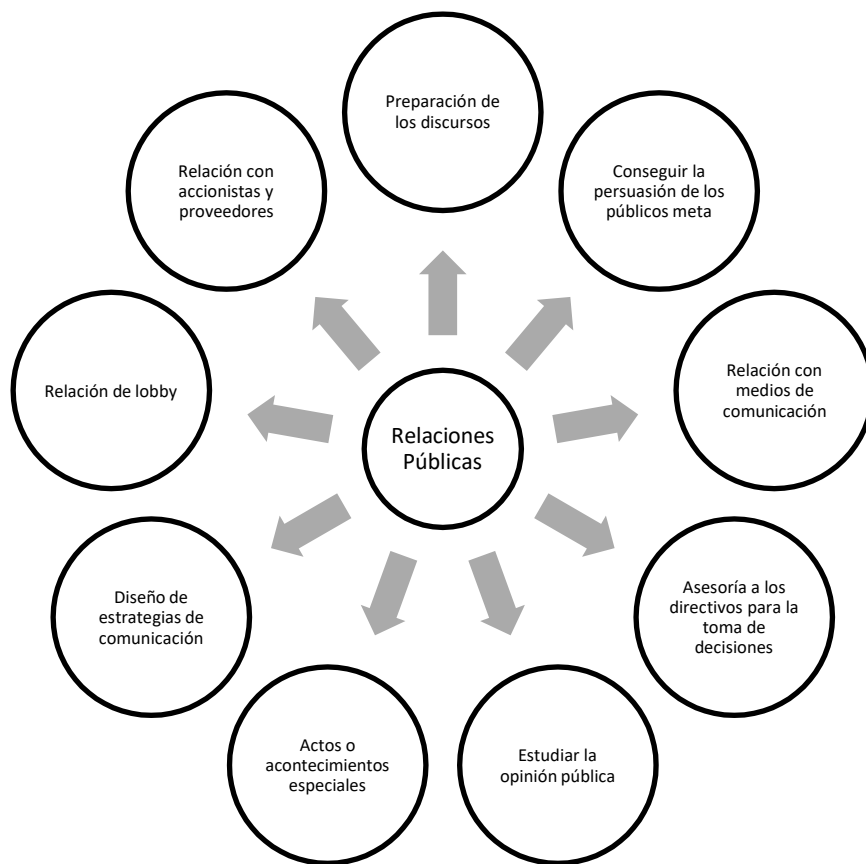 Preparación de
los discursos
Conseguir la
persuasión de los
públicos meta
Relación con
medios de
comunicación
Asesoría a los
directivos para la
toma de
decisiones
Estudiar la
opinión pública
Actos o
acontecimientos
especiales
Diseño de
estrategias de
comunicación
Relación de lobby
Relación con
accionistas y
proveedores
Relaciones
Públicas